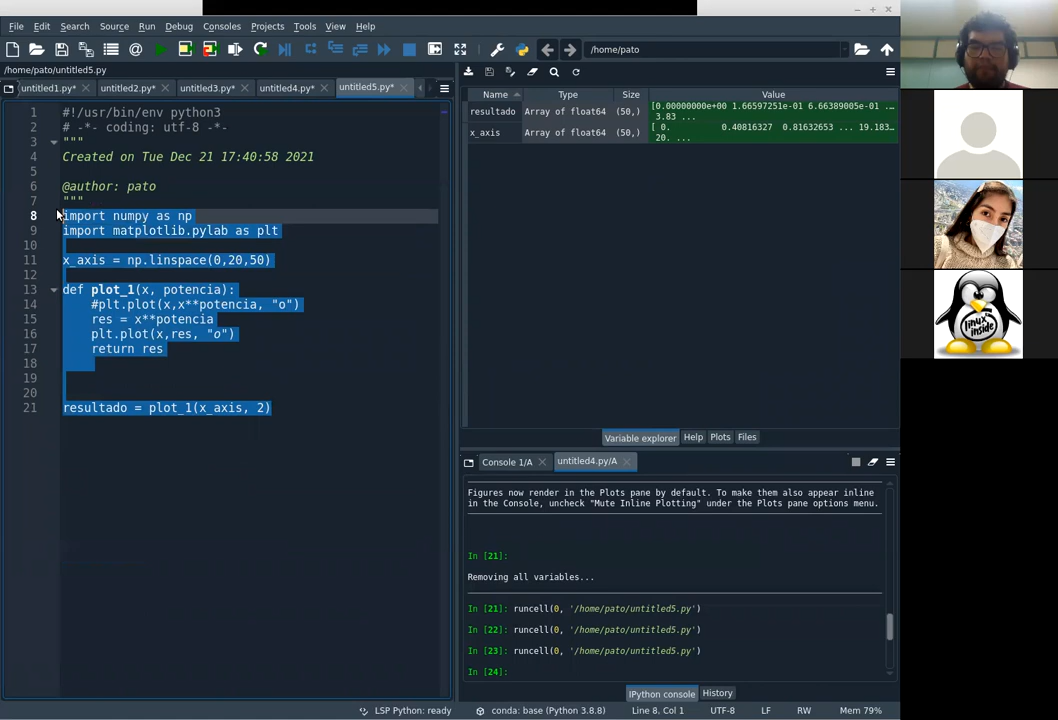 File Edit Search Source Run Debug Consoles Projects Tools View Help
/home/pato
/home/pato/untitled5.py
untitled1.py* untitled2.py* untitled3.py* untitled4.py* untitled5.py*
1 #!/usr/bin/env python3
2 # -*- coding: utf-8 -*-
3 """
4 Created on Tue Dec 21 17:40:58 2021
5
6 @author: pato
7 """
8 import numpy as np
9 import matplotlib.pylab as plt
10
11 x_axis = np.linspace(0,20,50)
12
13 def plot_1(x, potencia):
14 #plt.plot(x,x**potencia, "o")
15 res = x**potencia
16 plt.plot(x,res, "o")
17 return res
18
19
20
21 resultado = plot_1(x_axis, 2)
Name Type Size Value
resultado Array of float64 (50,) [0.00000000e+00 1.66597251e-01 6.66389005e-01 ...
3.83 ...
x_axis Array of float64 (50,) [ 0. 0.40816327 0.81632653 ... 19.183...
20. ...
Variable explorer Help Plots Files
Console 1/A untitled4.py/A
Figures now render in the Plots pane by default. To make them also appear inline
in the Console, uncheck "Mute Inline Plotting" under the Plots pane options menu.
In [21]:
Removing all variables...
In [21]: runcell(0, '/home/pato/untitled5.py')
In [22]: runcell(0, '/home/pato/untitled5.py')
In [23]: runcell(0, '/home/pato/untitled5.py')
In [24]:
IPython console History
LSP Python: ready conda: base (Python 3.8.8) Line 8, Col 1 UTF-8 LF RW Mem 79%
linux
inside